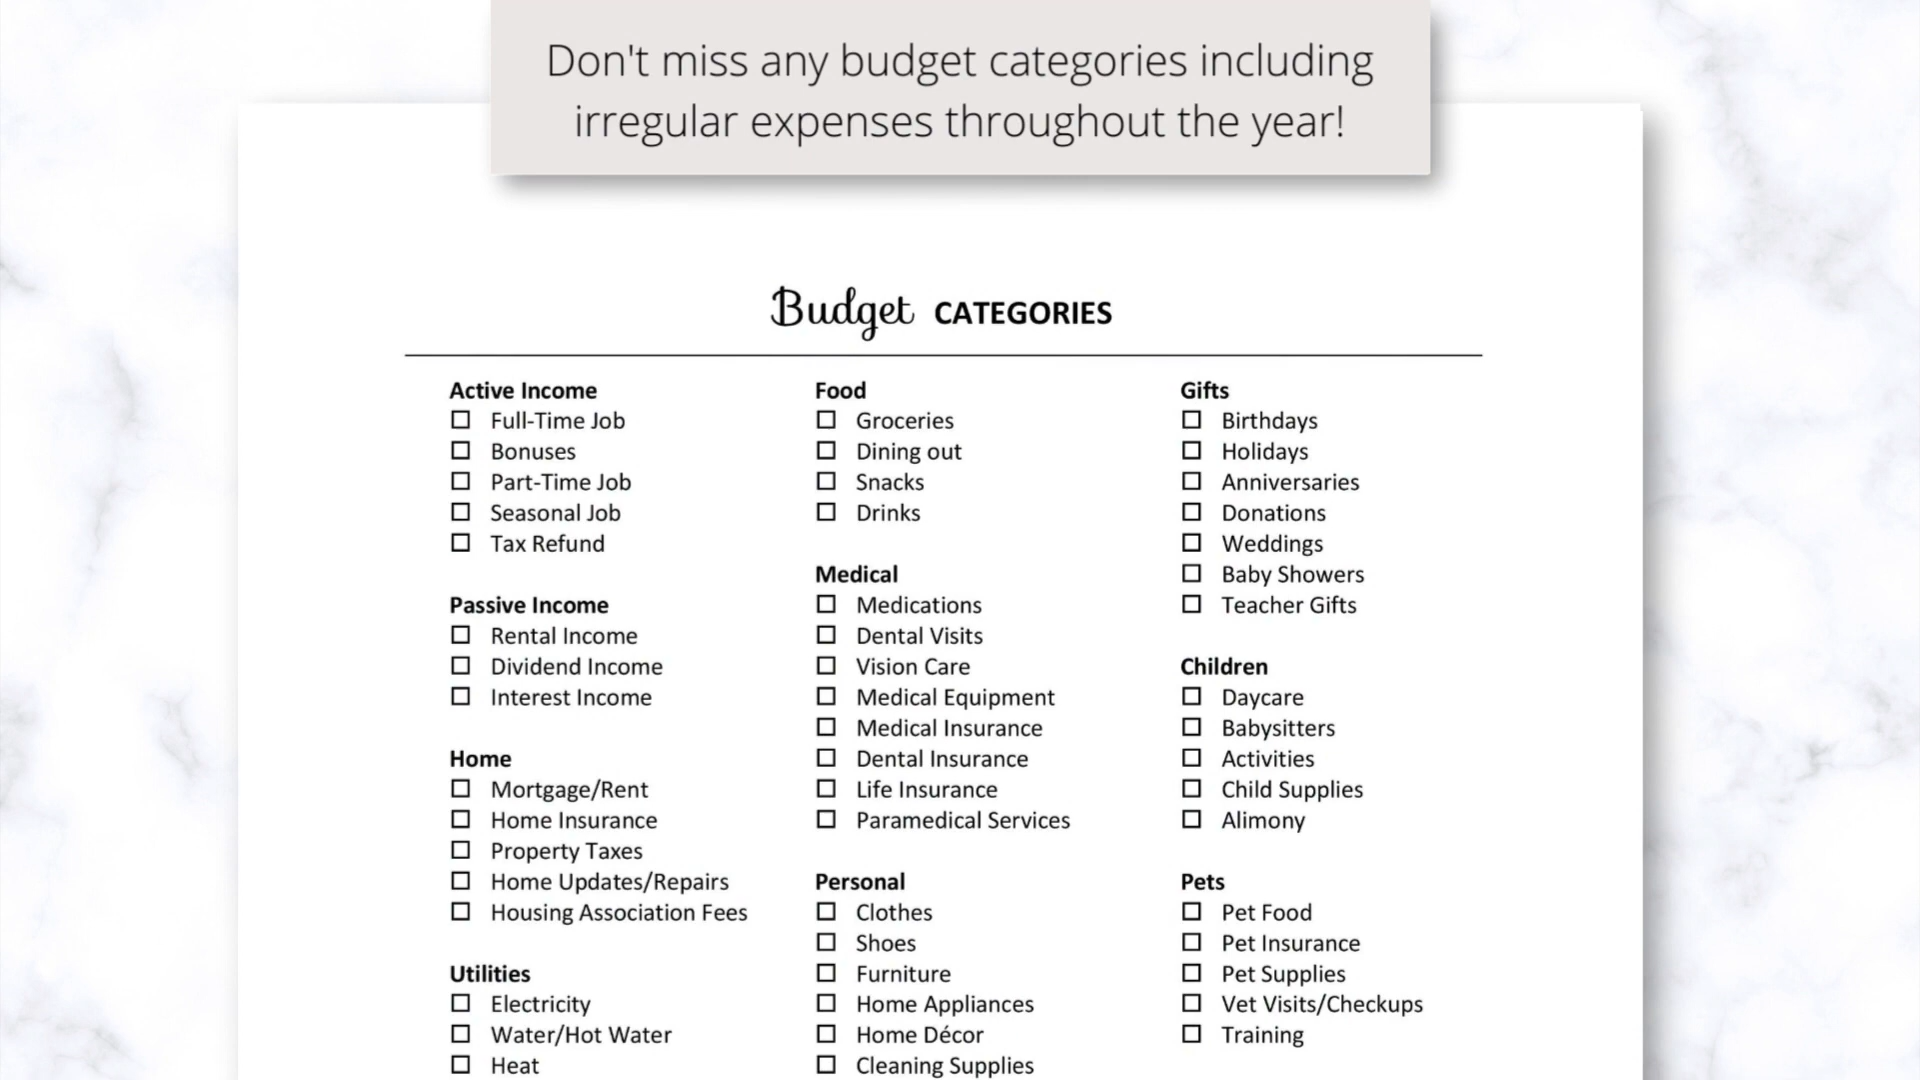 Don't miss any budget categories including
irregular expenses throughout the year!
Budget CATEGORIES
Active Income
☐ Full-Time Job
☐ Bonuses
☐ Part-Time Job
☐ Seasonal Job
☐ Tax Refund
Passive Income
☐ Rental Income
☐ Dividend Income
☐ Interest Income
Home
☐ Mortgage/Rent
☐ Home Insurance
☐ Property Taxes
☐ Home Updates/Repairs
☐ Housing Association Fees
Utilities
☐ Electricity
☐ Water/Hot Water
☐ Heat
Food
☐ Groceries
☐ Dining out
☐ Snacks
☐ Drinks
Medical
☐ Medications
☐ Dental Visits
☐ Vision Care
☐ Medical Equipment
☐ Medical Insurance
☐ Dental Insurance
☐ Life Insurance
☐ Paramedical Services
Personal
☐ Clothes
☐ Shoes
☐ Furniture
☐ Home Appliances
☐ Home Décor
☐ Cleaning Supplies
Gifts
☐ Birthdays
☐ Holidays
☐ Anniversaries
☐ Donations
☐ Weddings
☐ Baby Showers
☐ Teacher Gifts
Children
☐ Daycare
☐ Babysitters
☐ Activities
☐ Child Supplies
☐ Alimony
Pets
☐ Pet Food
☐ Pet Insurance
☐ Pet Supplies
☐ Vet Visits/Checkups
☐ Training